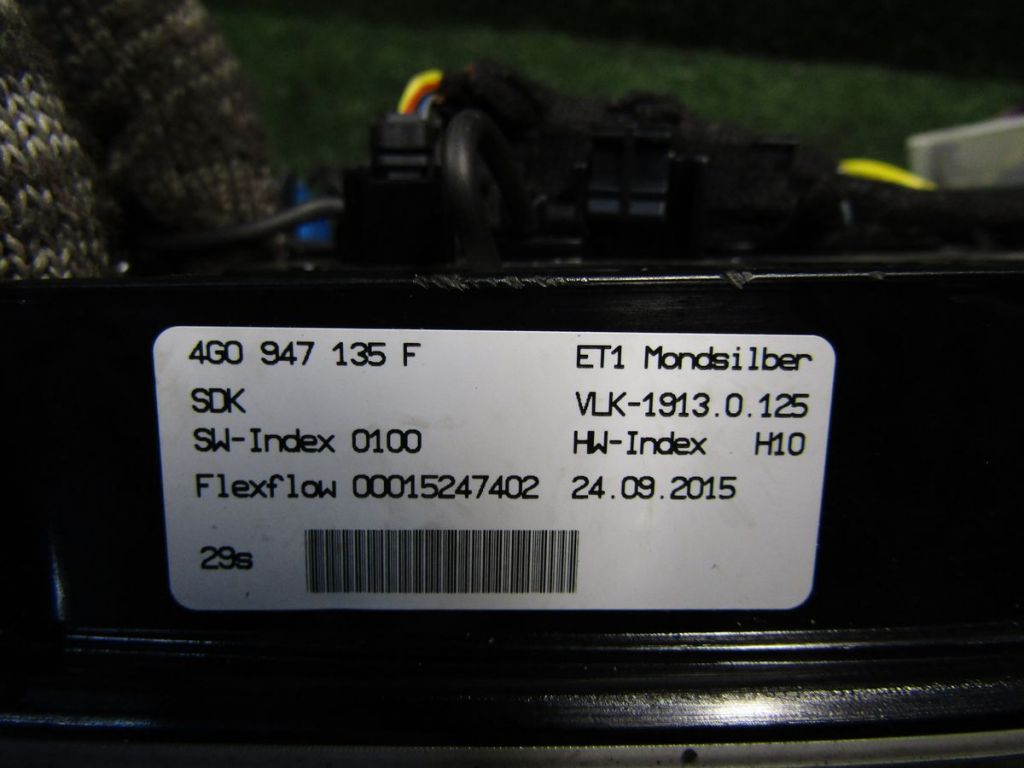 4G0 947 135 F ET1 Mondsilber
SDK VLK-1913.0.125
SW-Index 0100 HW-Index H10
Flexflow 00015247402 24.09.2015
29s